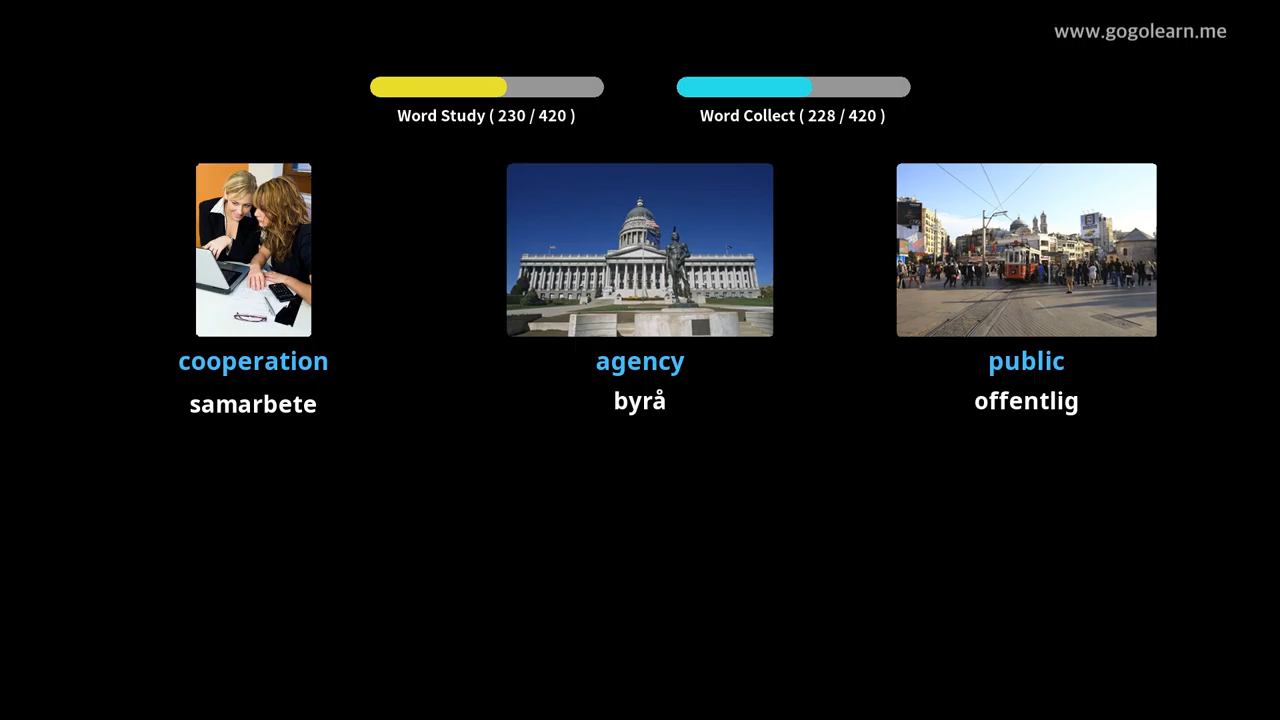 www.gogolearn.me
Word Study ( 230 / 420 )
Word Collect ( 228 / 420 )
cooperation
samarbete
agency
byrå
public
offentlig